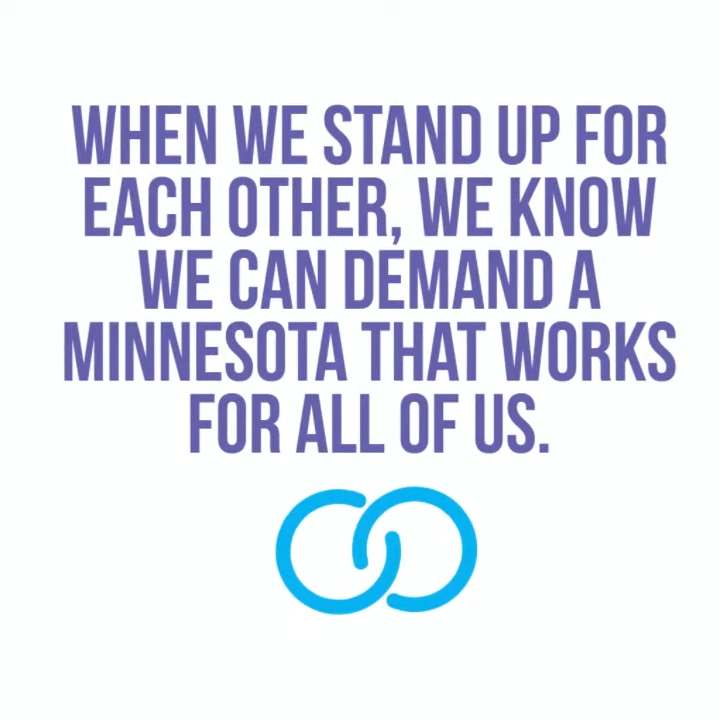 WHEN WE STAND UP FOR
EACH OTHER, WE KNOW
WE CAN DEMAND A
MINNESOTA THAT WORKS
FOR ALL OF US.